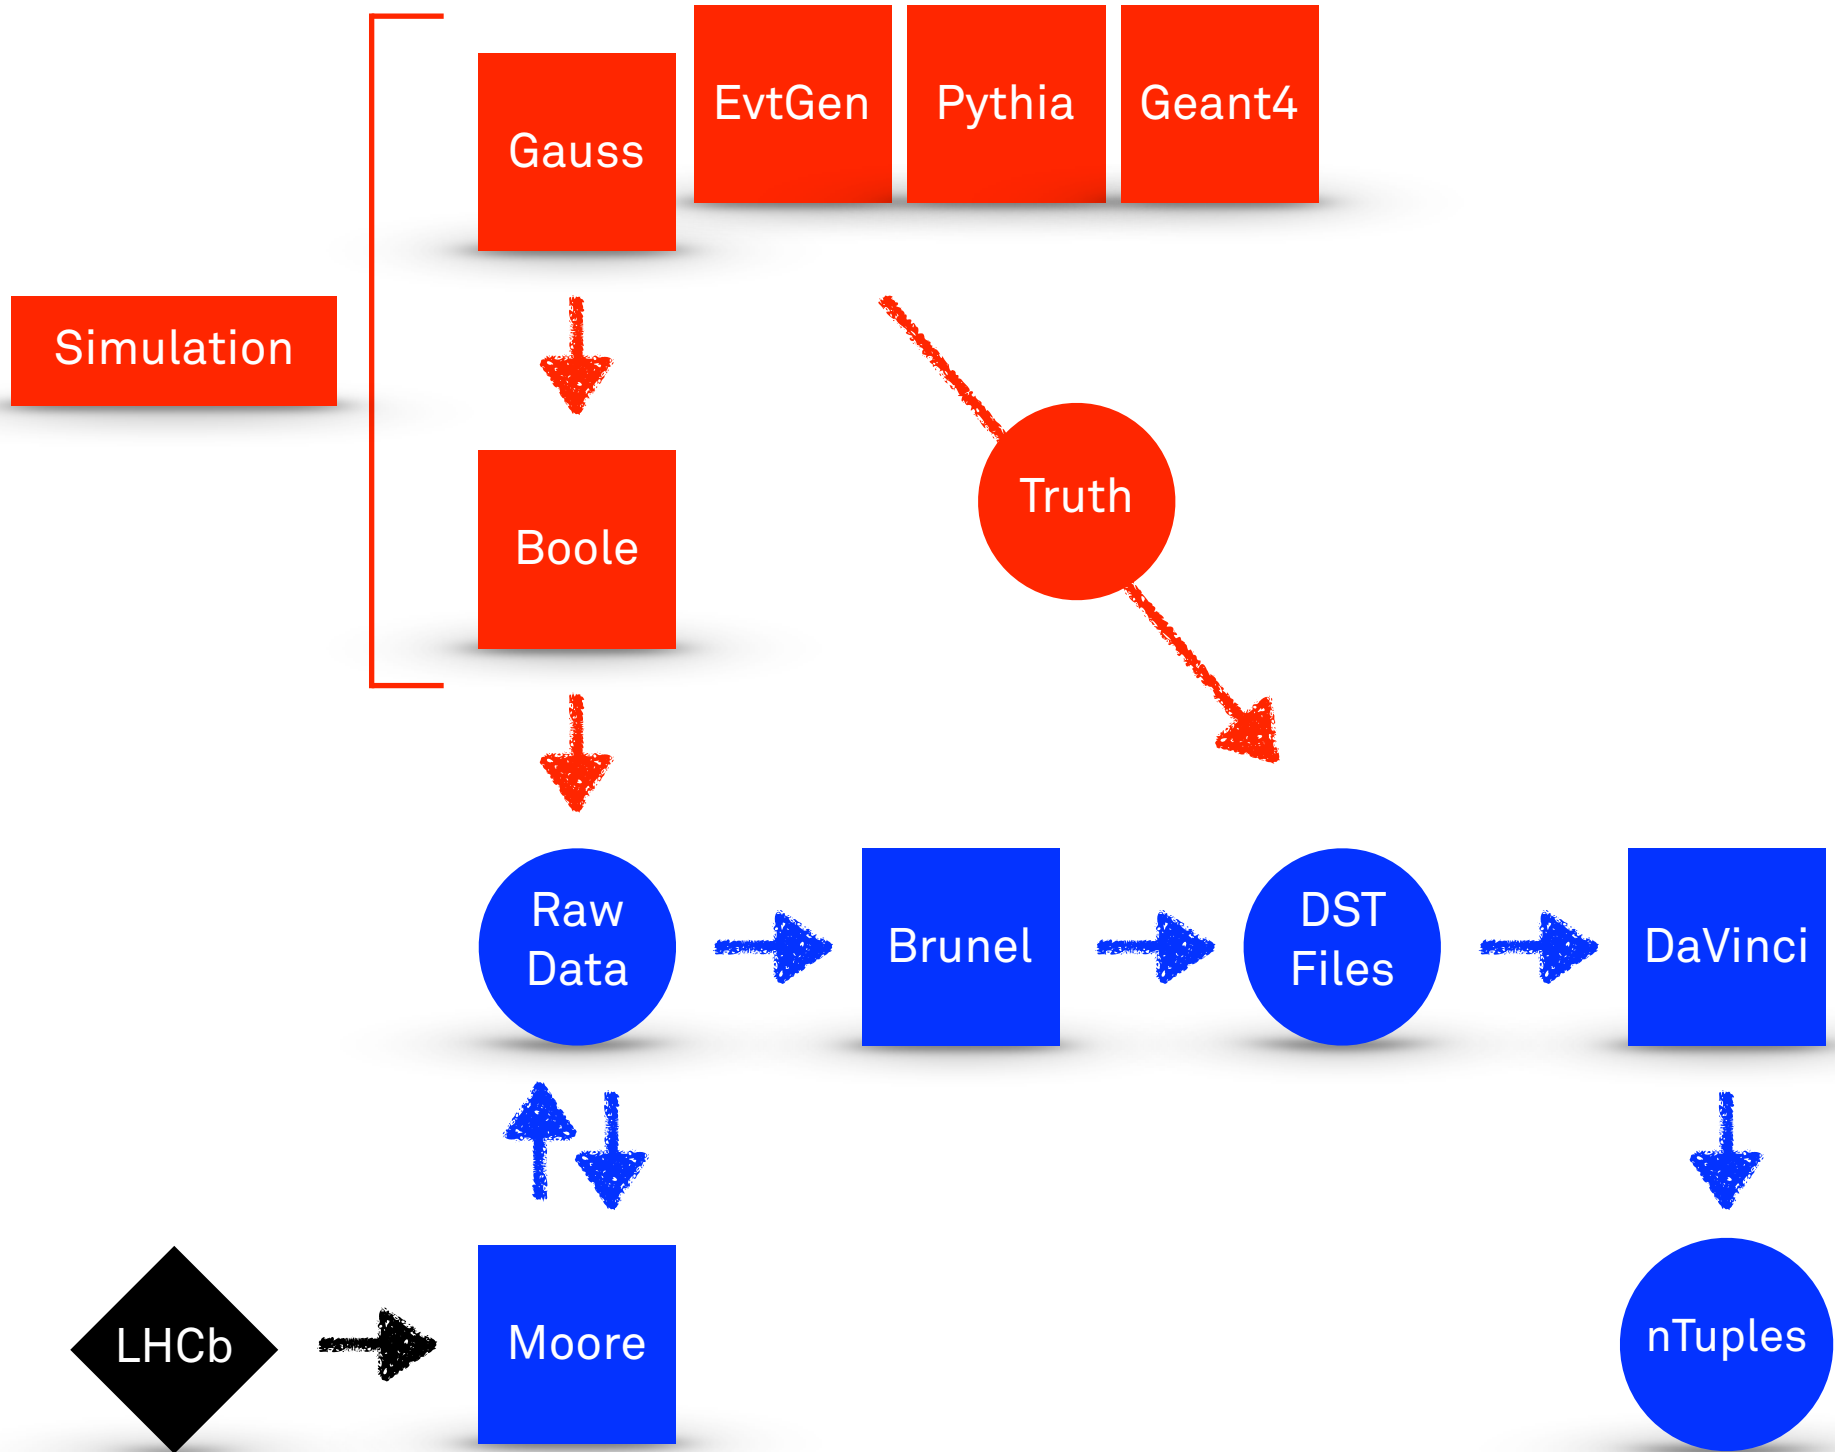 EvtGen
Pythia
Geant4
Gauss
Simulation
Truth
Boole
Raw
Data
Brunel
DST
Files
DaVinci
LHCb
Moore
nTuples